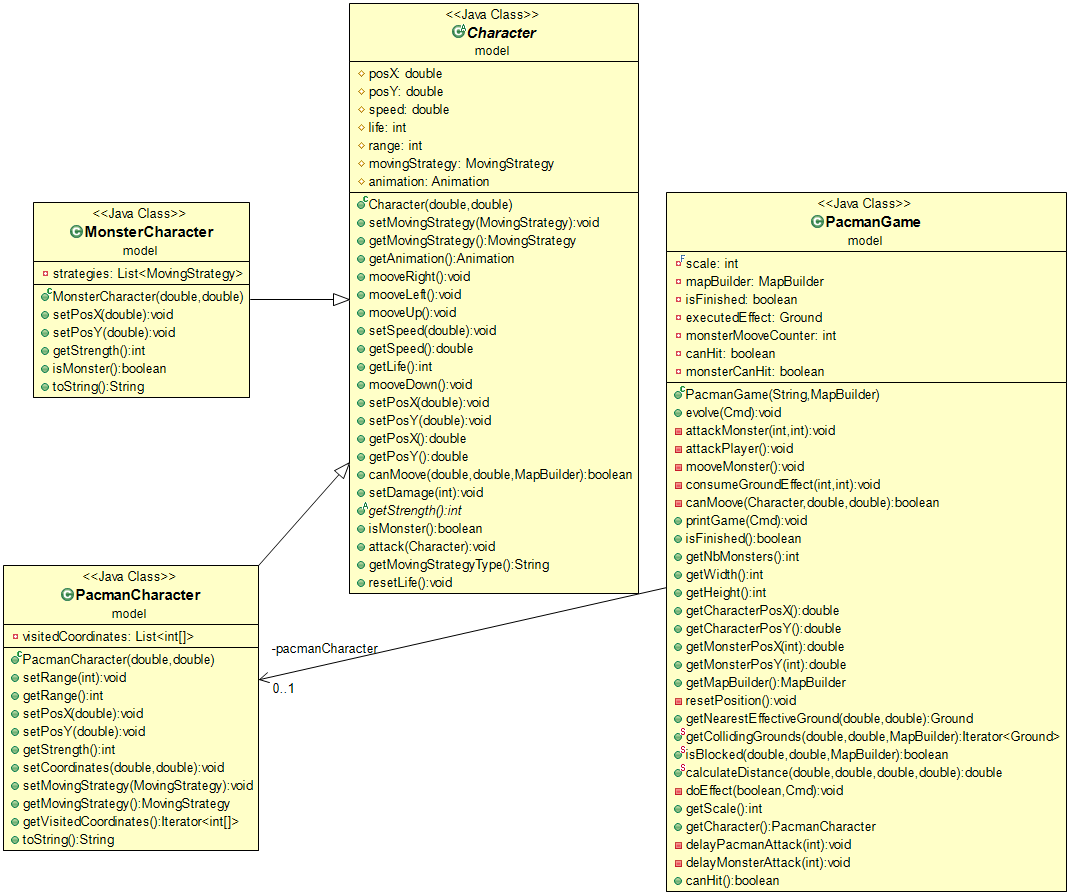 <<Java Class>>
Character
model
posX: double
posY: double
speed: double
life: int
range: int
movingStrategy: MovingStrategy
animation: Animation
Character(double,double)
setMovingStrategy(MovingStrategy):void
getMovingStrategy():MovingStrategy
getAnimation():Animation
mooveRight():void
mooveLeft():void
mooveUp():void
setSpeed(double):void
getSpeed():double
getLife():int
mooveDown():void
setPosX(double):void
setPosY(double):void
getPosX():double
getPosY():double
canMoove(double,double,MapBuilder):boolean
setDamage(int):void
getStrength():int
isMonster():boolean
attack(Character):void
getMovingStrategyType():String
resetLife():void
<<Java Class>>
MonsterCharacter
model
strategies: List<MovingStrategy>
MonsterCharacter(double,double)
setPosX(double):void
setPosY(double):void
getStrength():int
isMonster():boolean
toString():String
<<Java Class>>
PacmanGame
model
scale: int
mapBuilder: MapBuilder
isFinished: boolean
executedEffect: Ground
monsterMooveCounter: int
canHit: boolean
monsterCanHit: boolean
PacmanGame(String,MapBuilder)
evolve(Cmd):void
attackMonster(int,int):void
attackPlayer():void
mooveMonster():void
consumeGroundEffect(int,int):void
canMoove(Character,double,double):boolean
printGame(Cmd):void
isFinished():boolean
getNbMonsters():int
getWidth():int
getHeight():int
getCharacterPosX():double
getCharacterPosY():double
getMonsterPosX(int):double
getMonsterPosY(int):double
getMapBuilder():MapBuilder
resetPosition():void
getNearestEffectiveGround(double,double):Ground
getCollidingGrounds(double,double,MapBuilder):Iterator<Ground>
isBlocked(double,double,MapBuilder):boolean
calculateDistance(double,double,double,double):double
doEffect(boolean,Cmd):void
getScale():int
getCharacter():PacmanCharacter
delayPacmanAttack(int):void
delayMonsterAttack(int):void
canHit():boolean
<<Java Class>>
PacmanCharacter
model
visitedCoordinates: List<int[]>
PacmanCharacter(double,double)
setRange(int):void
getRange():int
setPosX(double):void
setPosY(double):void
getStrength():int
setCoordinates(double,double):void
setMovingStrategy(MovingStrategy):void
getMovingStrategy():MovingStrategy
getVisitedCoordinates():Iterator<int[]>
toString():String
-pacmanCharacter
0..1